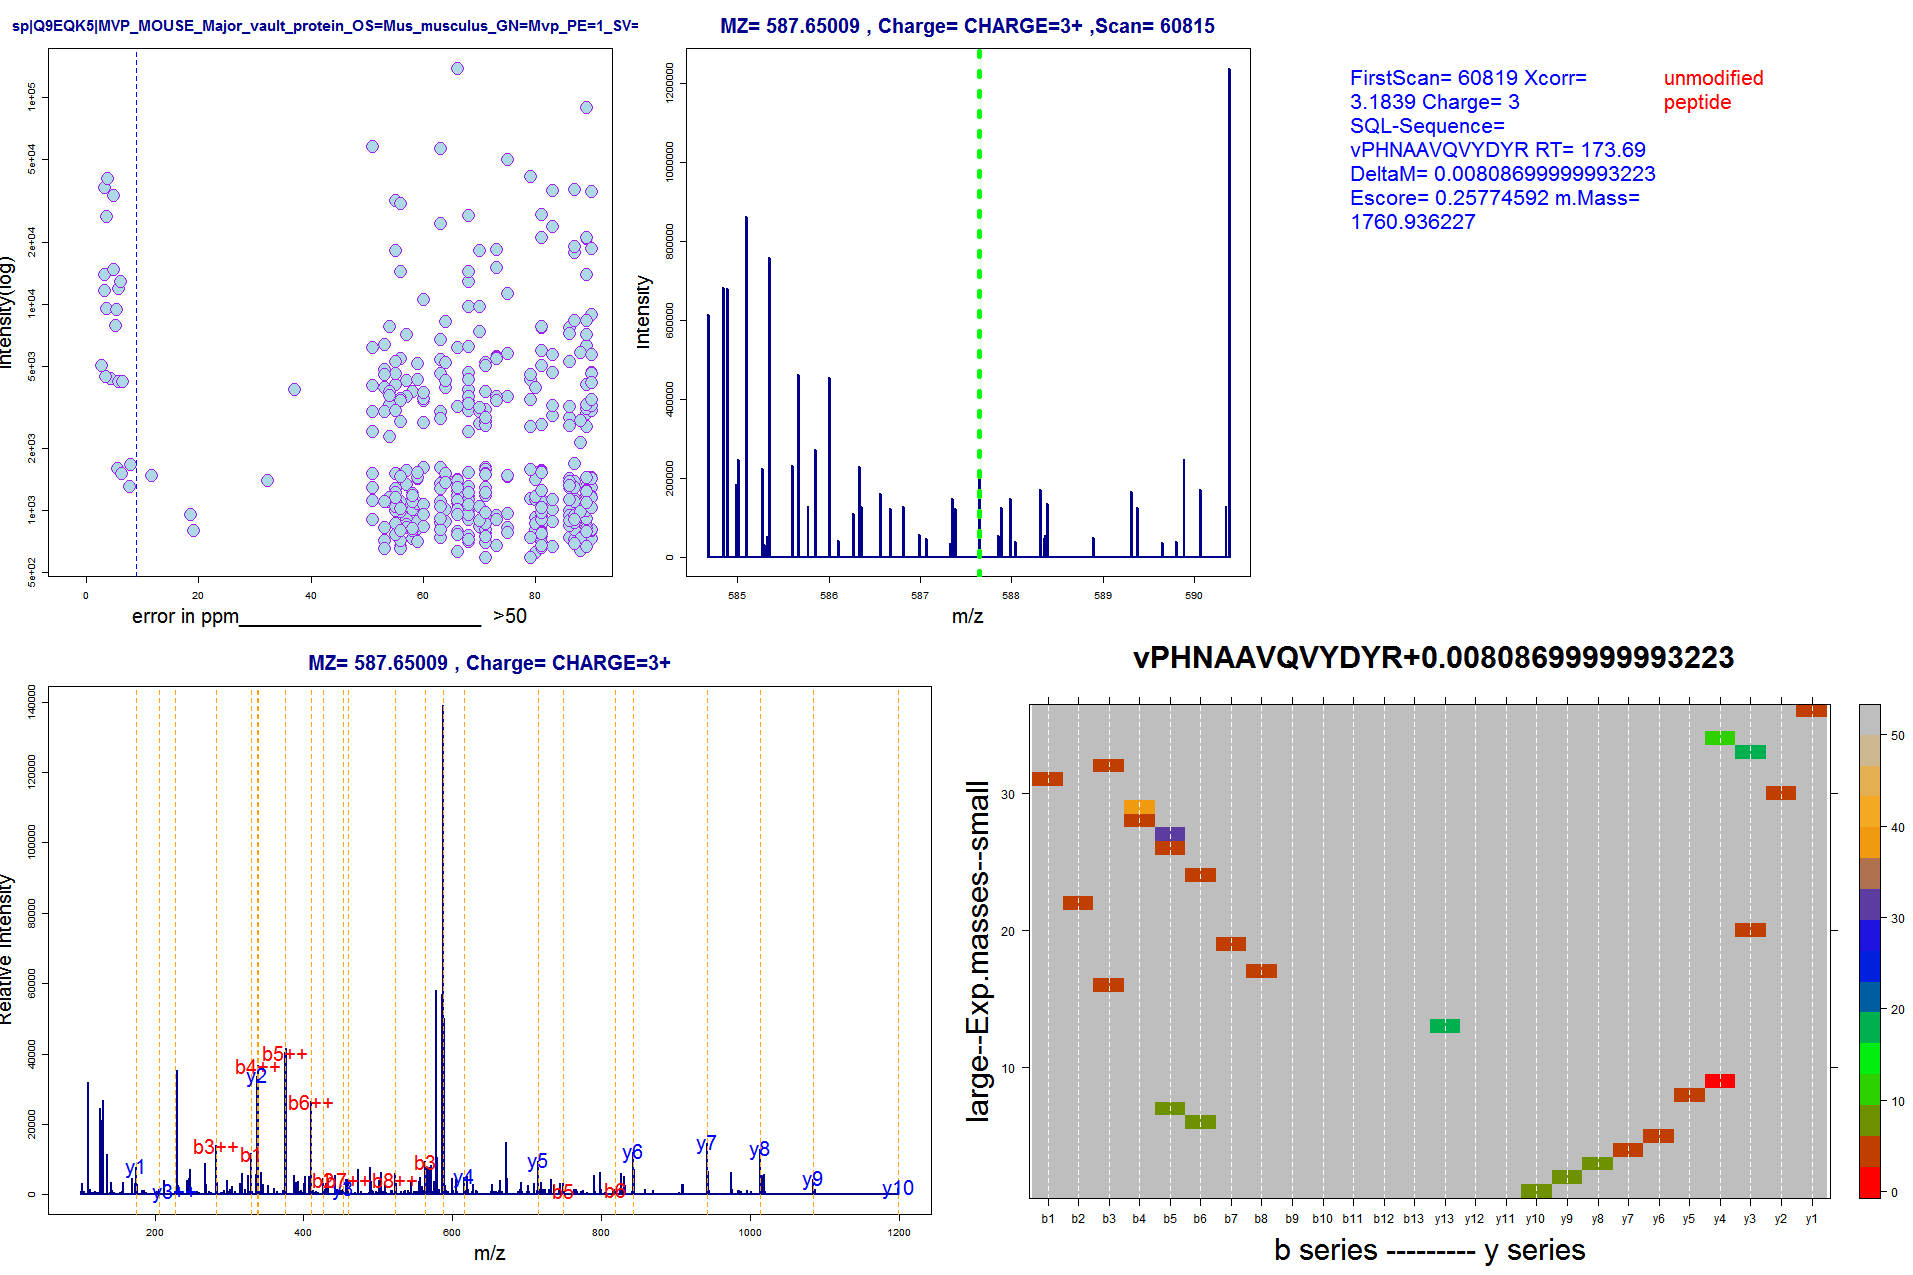 sp|Q9EQK5|MVP_MOUSE_Major_vault_protein_OS=Mus_musculus_GN=Mvp_PE=1_SV=
Intensity(log)
1e+05
5e+04
2e+04
1e+04
5e+03
2e+03
1e+03
5e+02
0 20 40 60 80
error in ppm______________________ >50
MZ= 587.65009 , Charge= CHARGE=3+ ,Scan= 60815
Intensity
1200000
1000000
800000
600000
400000
200000
0
585 586 587 588 589 590
m/z
FirstScan= 60819 Xcorr=
3.1839 Charge= 3
SQL-Sequence=
vPHNAAVQVYDYR RT= 173.69
DeltaM= 0.00808699999993223
Escore= 0.25774592 m.Mass=
1760.936227
unmodified
peptide
MZ= 587.65009 , Charge= CHARGE=3+
Relative Intensity
140000
120000
100000
80000
60000
40000
20000
0
b5++
b4++
y2
b6++
b3++
y1
y3++
b3
b8++
y4
y5
b5
y6
b6
y7
y8
y9
y10
200 400 600 800 1000 1200
m/z
vPHNAAVQVYDYR+0.00808699999993223
large--Exp.masses--small
30
20
10
b1 b2 b3 b4 b5 b6 b7 b8 b9 b10 b11 b12 b13 y13 y12 y11 y10 y9 y8 y7 y6 y5 y4 y3 y2 y1
b series --------- y series
50
40
30
20
10
0